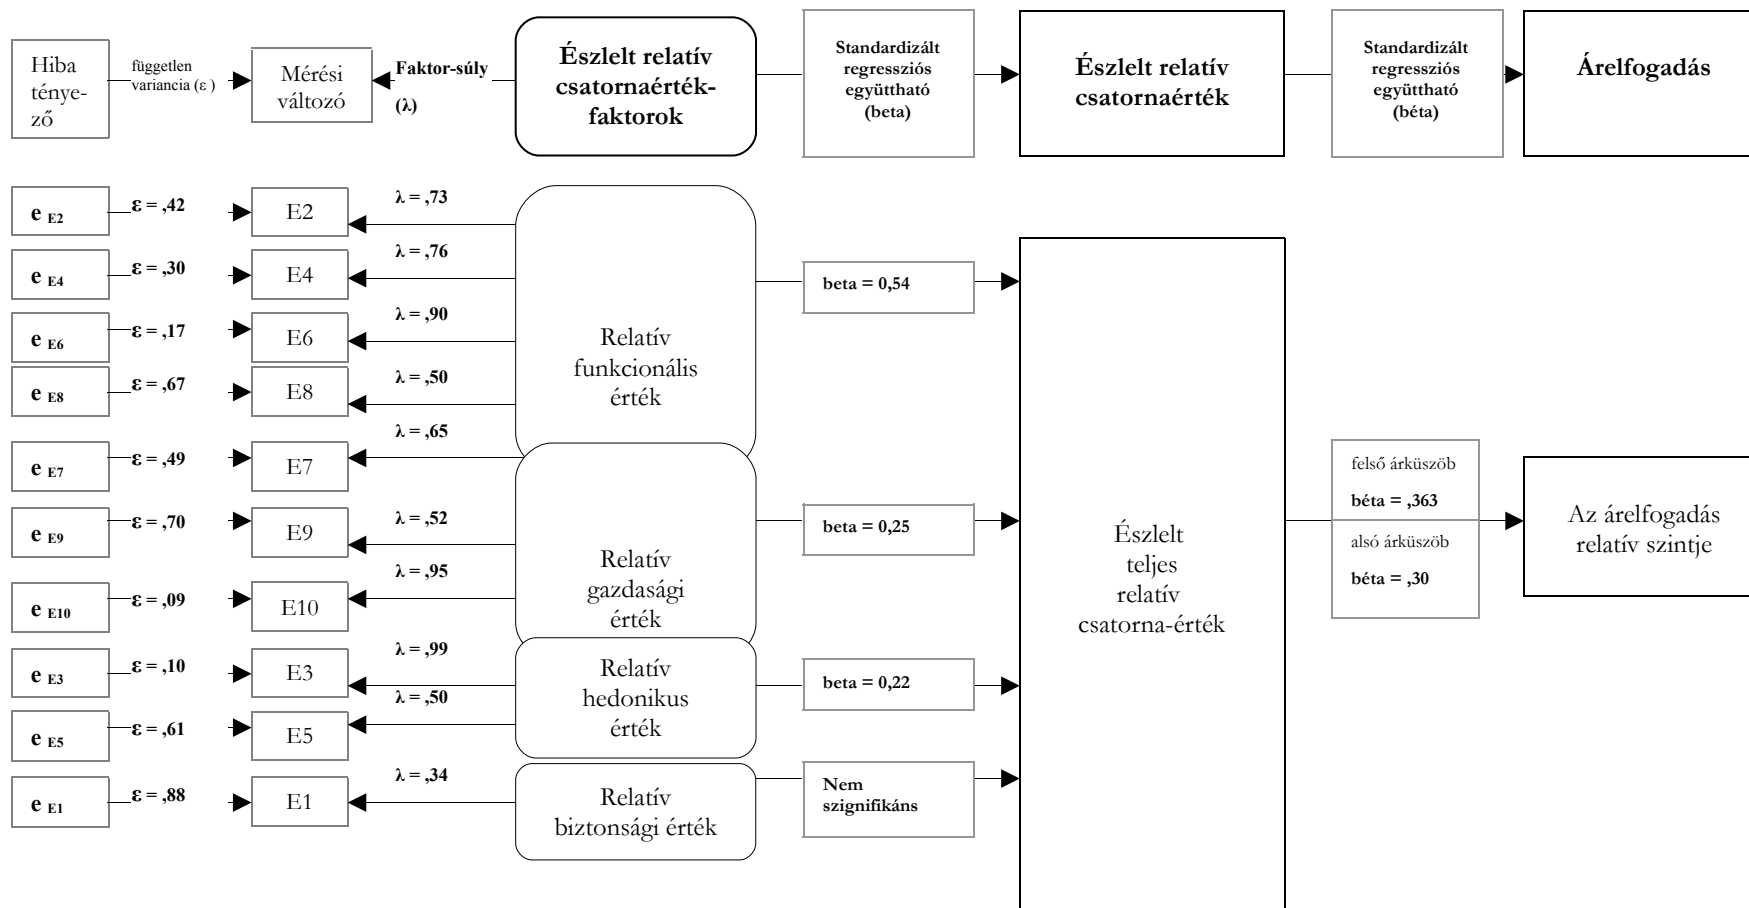 Hiba
ténye-
ző
független
variancia (ε )
Mérési
változó
Faktor-súly
(λ)
Észlelt relatív
csatornaérték-
faktorok
Standardizált
regressziós
együttható
(beta)
Észlelt relatív
csatornaérték
Standardizált
regressziós
együttható
(béta)
Árelfogadás
e E2
ε = ,42
E2
λ = ,73
e E4
ε = ,30
E4
λ = ,76
e E6
ε = ,17
E6
λ = ,90
e E8
ε = ,67
E8
λ = ,50
Relatív
funkcionális
érték
beta = 0,54
e E7
ε = ,49
E7
λ = ,65
e E9
ε = ,70
E9
λ = ,52
e E10
ε = ,09
E10
λ = ,95
Relatív
gazdasági
érték
beta = 0,25
e E3
ε = ,10
E3
λ = ,99
e E5
ε = ,61
E5
λ = ,50
Relatív
hedonikus
érték
beta = 0,22
e E1
ε = ,88
E1
λ = ,34
Relatív
biztonsági érték
Nem
szignifikáns
Észlelt
teljes
relatív
csatorna-érték
felső árküszöb
béta = ,363
alsó árküszöb
béta = ,30
Az árelfogadás
relatív szintje